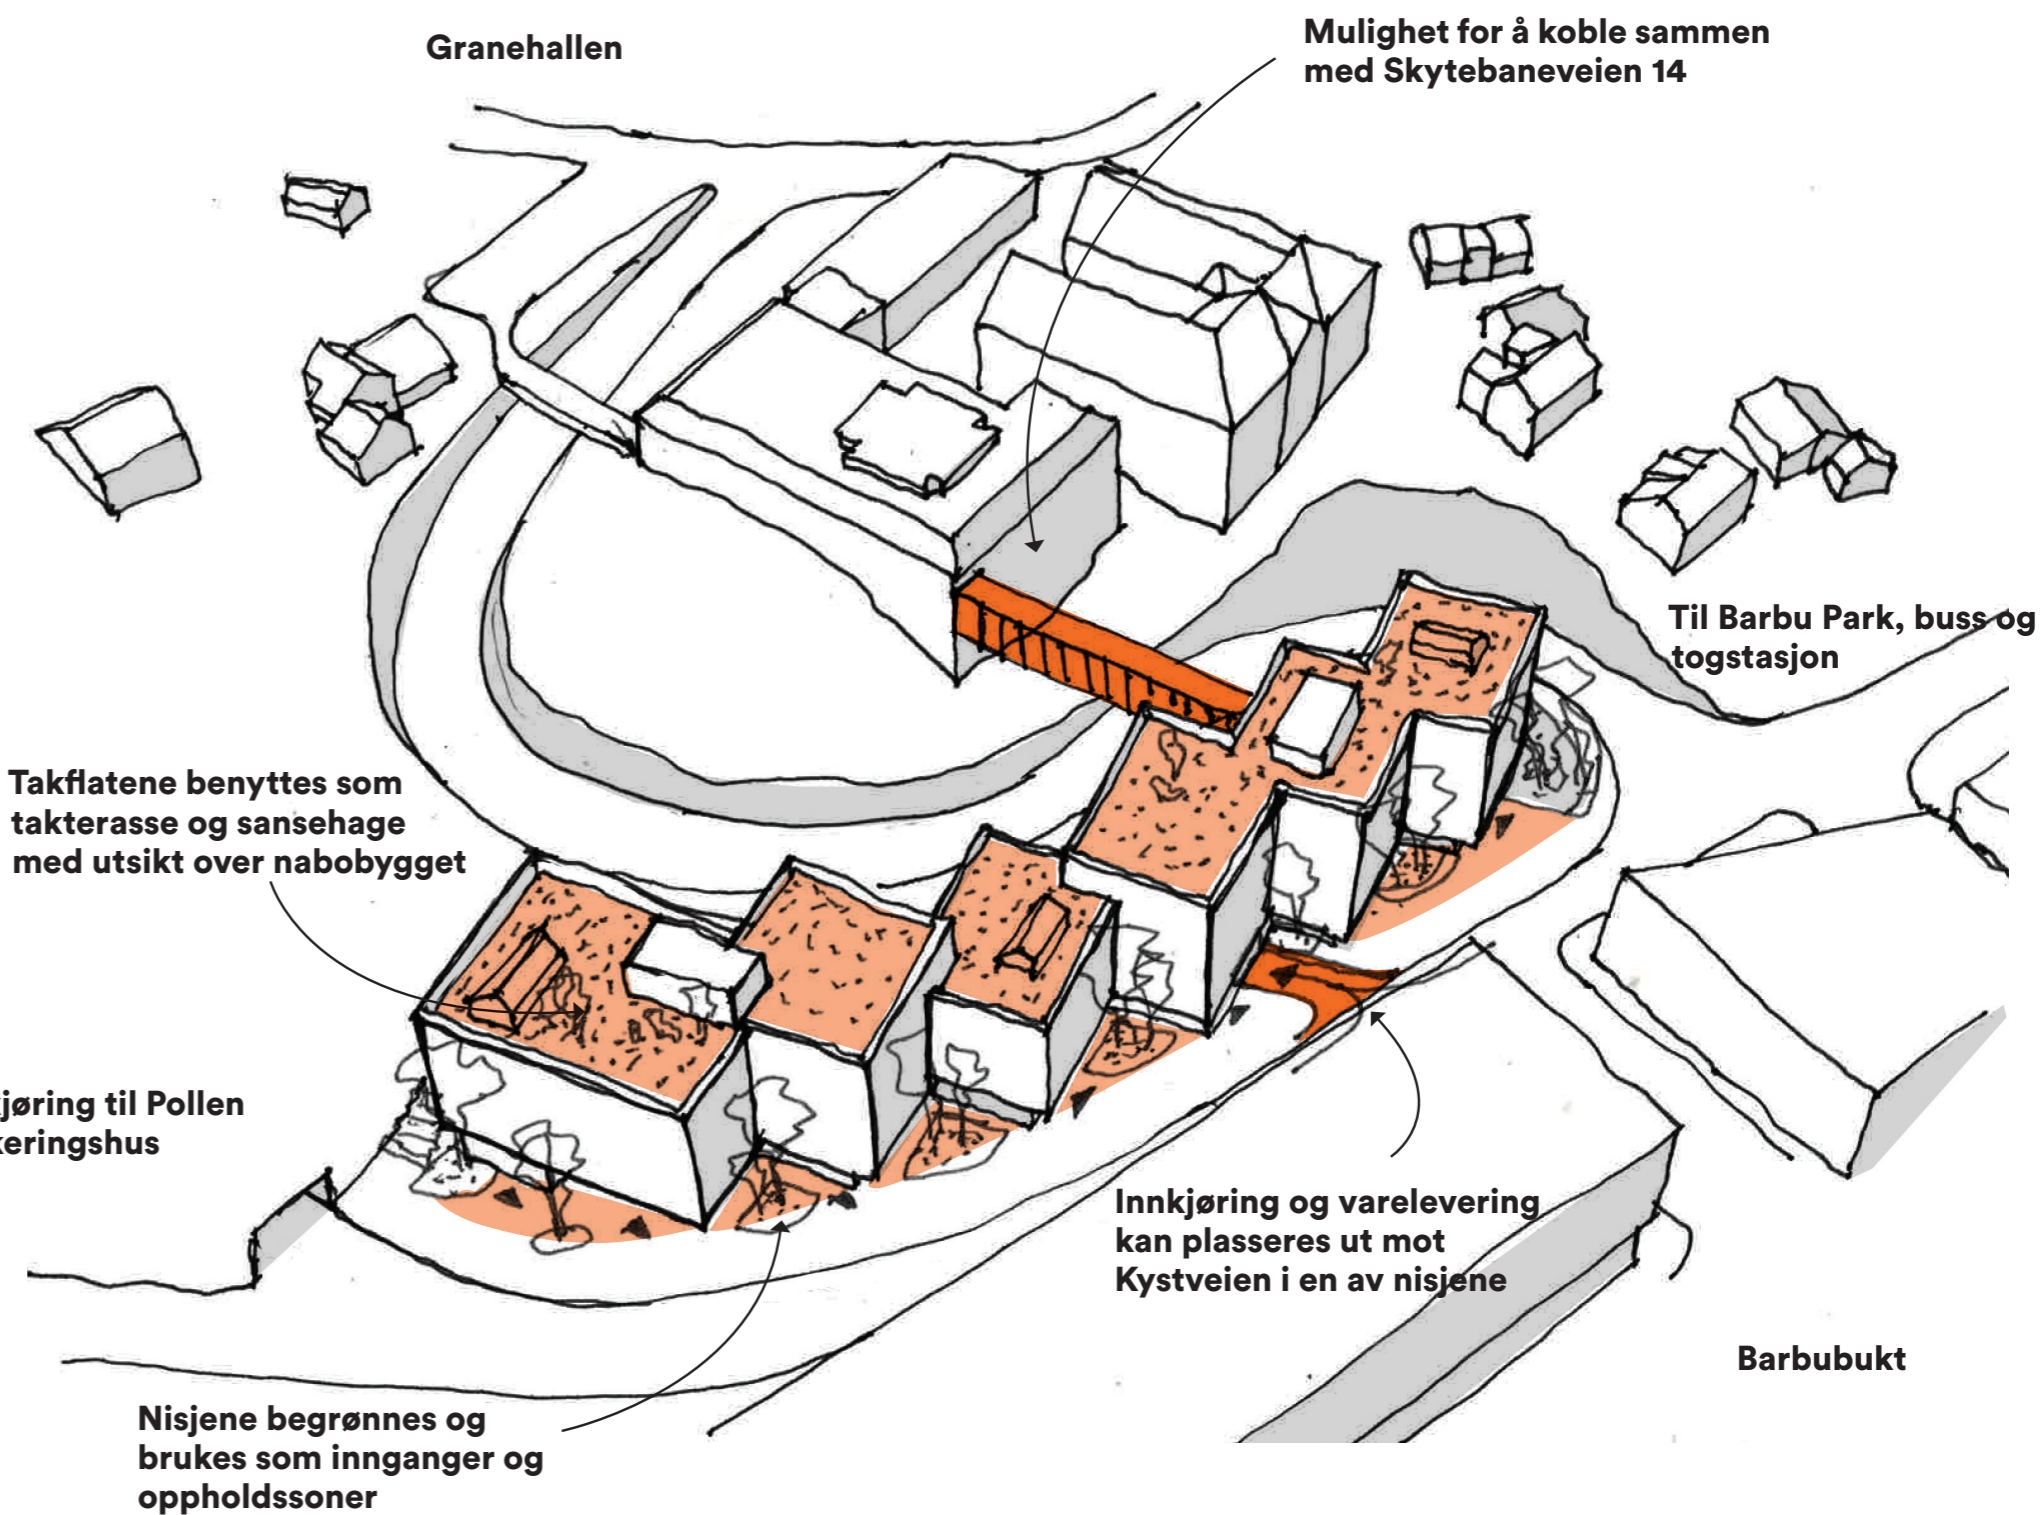 Granehallen
Mulighet for å koble sammen
med Skytebaneveien 14
Til Barbu Park, buss og
togstasjon
Takflatene benyttes som
takterasse og sansehage
med utsikt over nabobygget
jøring til Pollen
keringshus
Innkjøring og varelevering
kan plasseres ut mot
Kystveien i en av nisjene
Barbubukt
Nisjene begrønnes og
brukes som innganger og
oppholdssoner